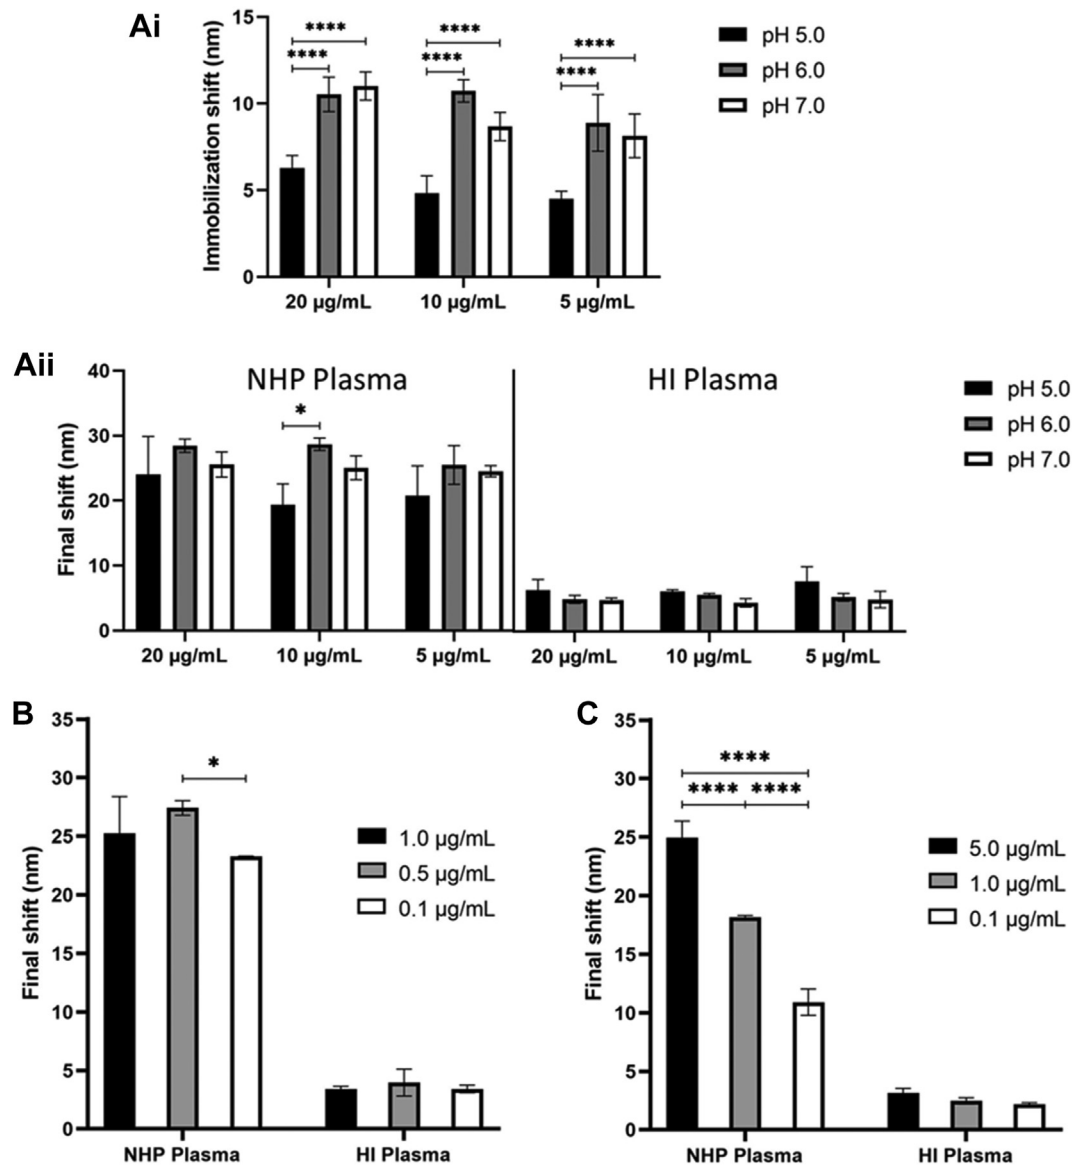 Ai
Immobilization shift (nm)
15
10
5
0
**** 
****
****
****
****
****
20 µg/mL
10 µg/mL
5 µg/mL
pH 5.0
pH 6.0
pH 7.0
Aii
Final shift (nm)
40
30
20
10
0
NHP Plasma
HI Plasma
*
20 µg/mL
10 µg/mL
5 µg/mL
20 µg/mL
10 µg/mL
5 µg/mL
pH 5.0
pH 6.0
pH 7.0
B
Final shift (nm)
35
30
25
20
15
10
5
0
*
NHP Plasma
HI Plasma
1.0 µg/mL
0.5 µg/mL
0.1 µg/mL
C
Final shift (nm)
35
30
25
20
15
10
5
0
****
**** ****
NHP Plasma
HI Plasma
5.0 µg/mL
1.0 µg/mL
0.1 µg/mL